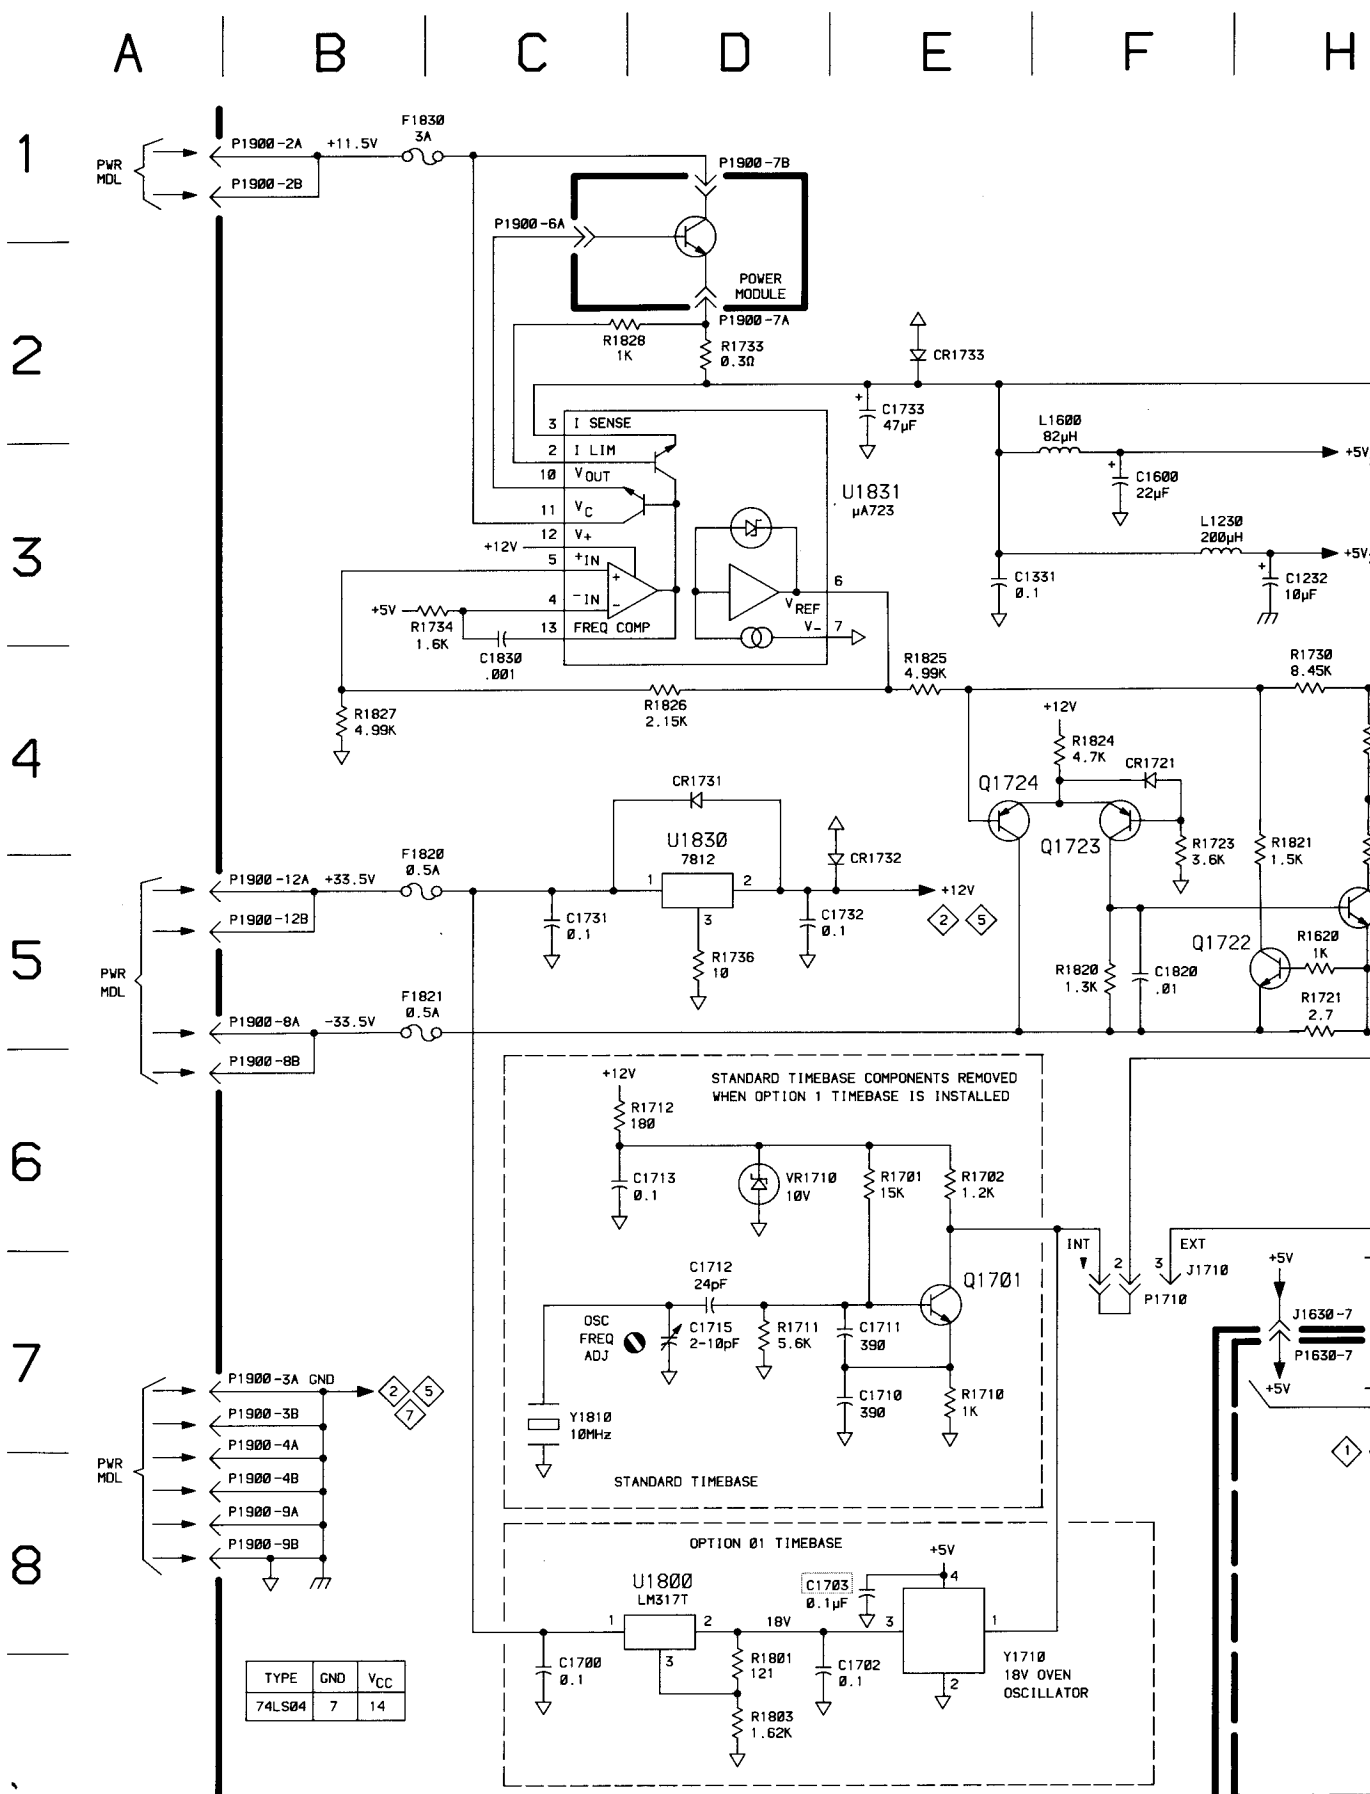 A B C D E F H
1
F1830
3A
P1900-2A +11.5V
PWR
MDL
P1900-2B
P1900-7B
P1900-6A
POWER
MODULE
P1900-7A
2
R1828
1K
R1733
0.3Ω
CR1733
+
C1733
47µF
L1600
82µH
+5V
+
C1600
22µF
3
3 I SENSE
2 I LIM
10 VOUT
11 VC
12 V+
+12V
5 +IN
4 -IN
13 FREQ COMP
+
-
U1831
µA723
6
VREF
V- 7
L1230
200µH
+5V
C1331
0.1
+
C1232
10µF
+5V
R1734
1.6K
C1830
.001
4
R1827
4.99K
R1826
2.15K
R1825
4.99K
R1730
8.45K
+12V
R1824
4.7K
CR1721
Q1724
Q1723
R1723
3.6K
R1821
1.5K
CR1731
U1830
7812
1 2
3
CR1732
5
F1820
0.5A
P1900-12A +33.5V
P1900-12B
C1731
0.1
R1736
10
C1732
0.1
+12V
2 5
Q1722
R1620
1K
R1820
1.3K
C1820
.01
R1721
2.7
PWR
MDL
F1821
0.5A
P1900-8A -33.5V
P1900-8B
6
+12V
STANDARD TIMEBASE COMPONENTS REMOVED
WHEN OPTION 1 TIMEBASE IS INSTALLED
R1712
180
C1713
0.1
VR1710
10V
R1701
15K
R1702
1.2K
INT
2 3
EXT
J1710
P1710
7
C1712
24pF
OSC
FREQ
ADJ
C1715
2-10pF
R1711
5.6K
C1711
390
Q1701
C1710
390
R1710
1K
Y1810
10MHz
STANDARD TIMEBASE
+5V
J1630-7
P1630-7
+5V
1
P1900-3A GND
2 5
7
P1900-3B
P1900-4A
PWR
MDL
P1900-4B
P1900-9A
P1900-9B
8
OPTION 01 TIMEBASE
U1800
LM317T
1 2
3
18V
C1703
0.1µF
+5V
4
3 1
2
C1700
0.1
R1801
121
C1702
0.1
R1803
1.62K
Y1710
18V OVEN
OSCILLATOR
TYPE GND VCC
74LS04 7 14